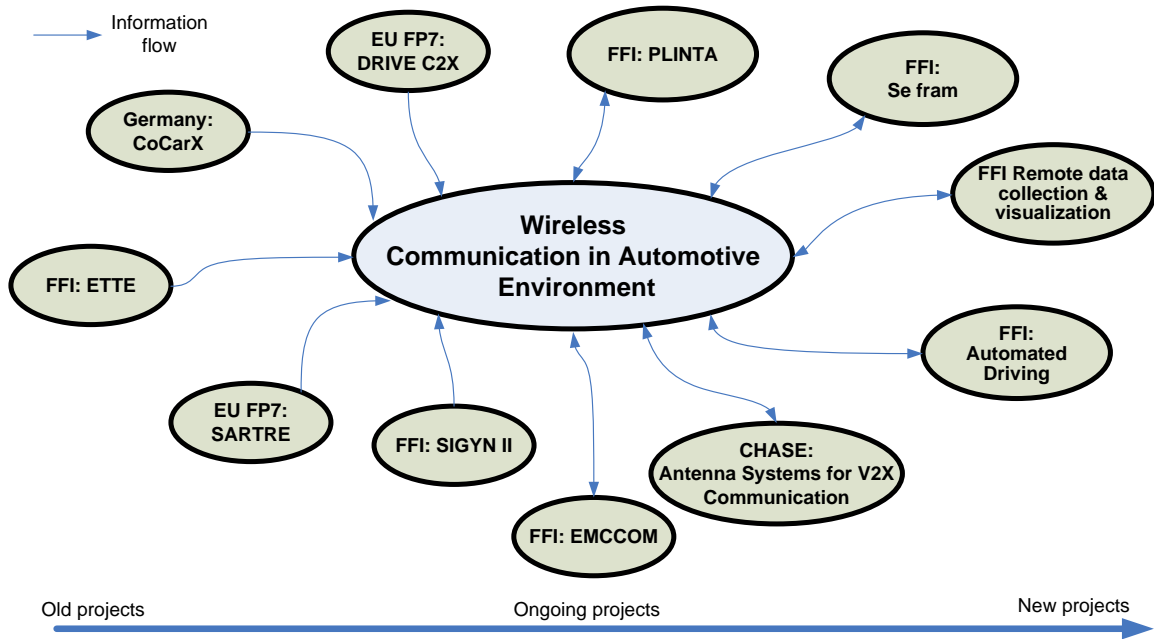 Information
flow
EU FP7:
DRIVE C2X
FFI: PLINTA
FFI:
Se fram
Germany:
CoCarX
FFI Remote data
collection &
visualization
Wireless
Communication in Automotive
Environment
FFI: ETTE
FFI:
Automated
Driving
EU FP7:
SARTRE
FFI: SIGYN II
CHASE:
Antenna Systems for V2X
Communication
FFI: EMCCOM
Old projects
Ongoing projects
New projects